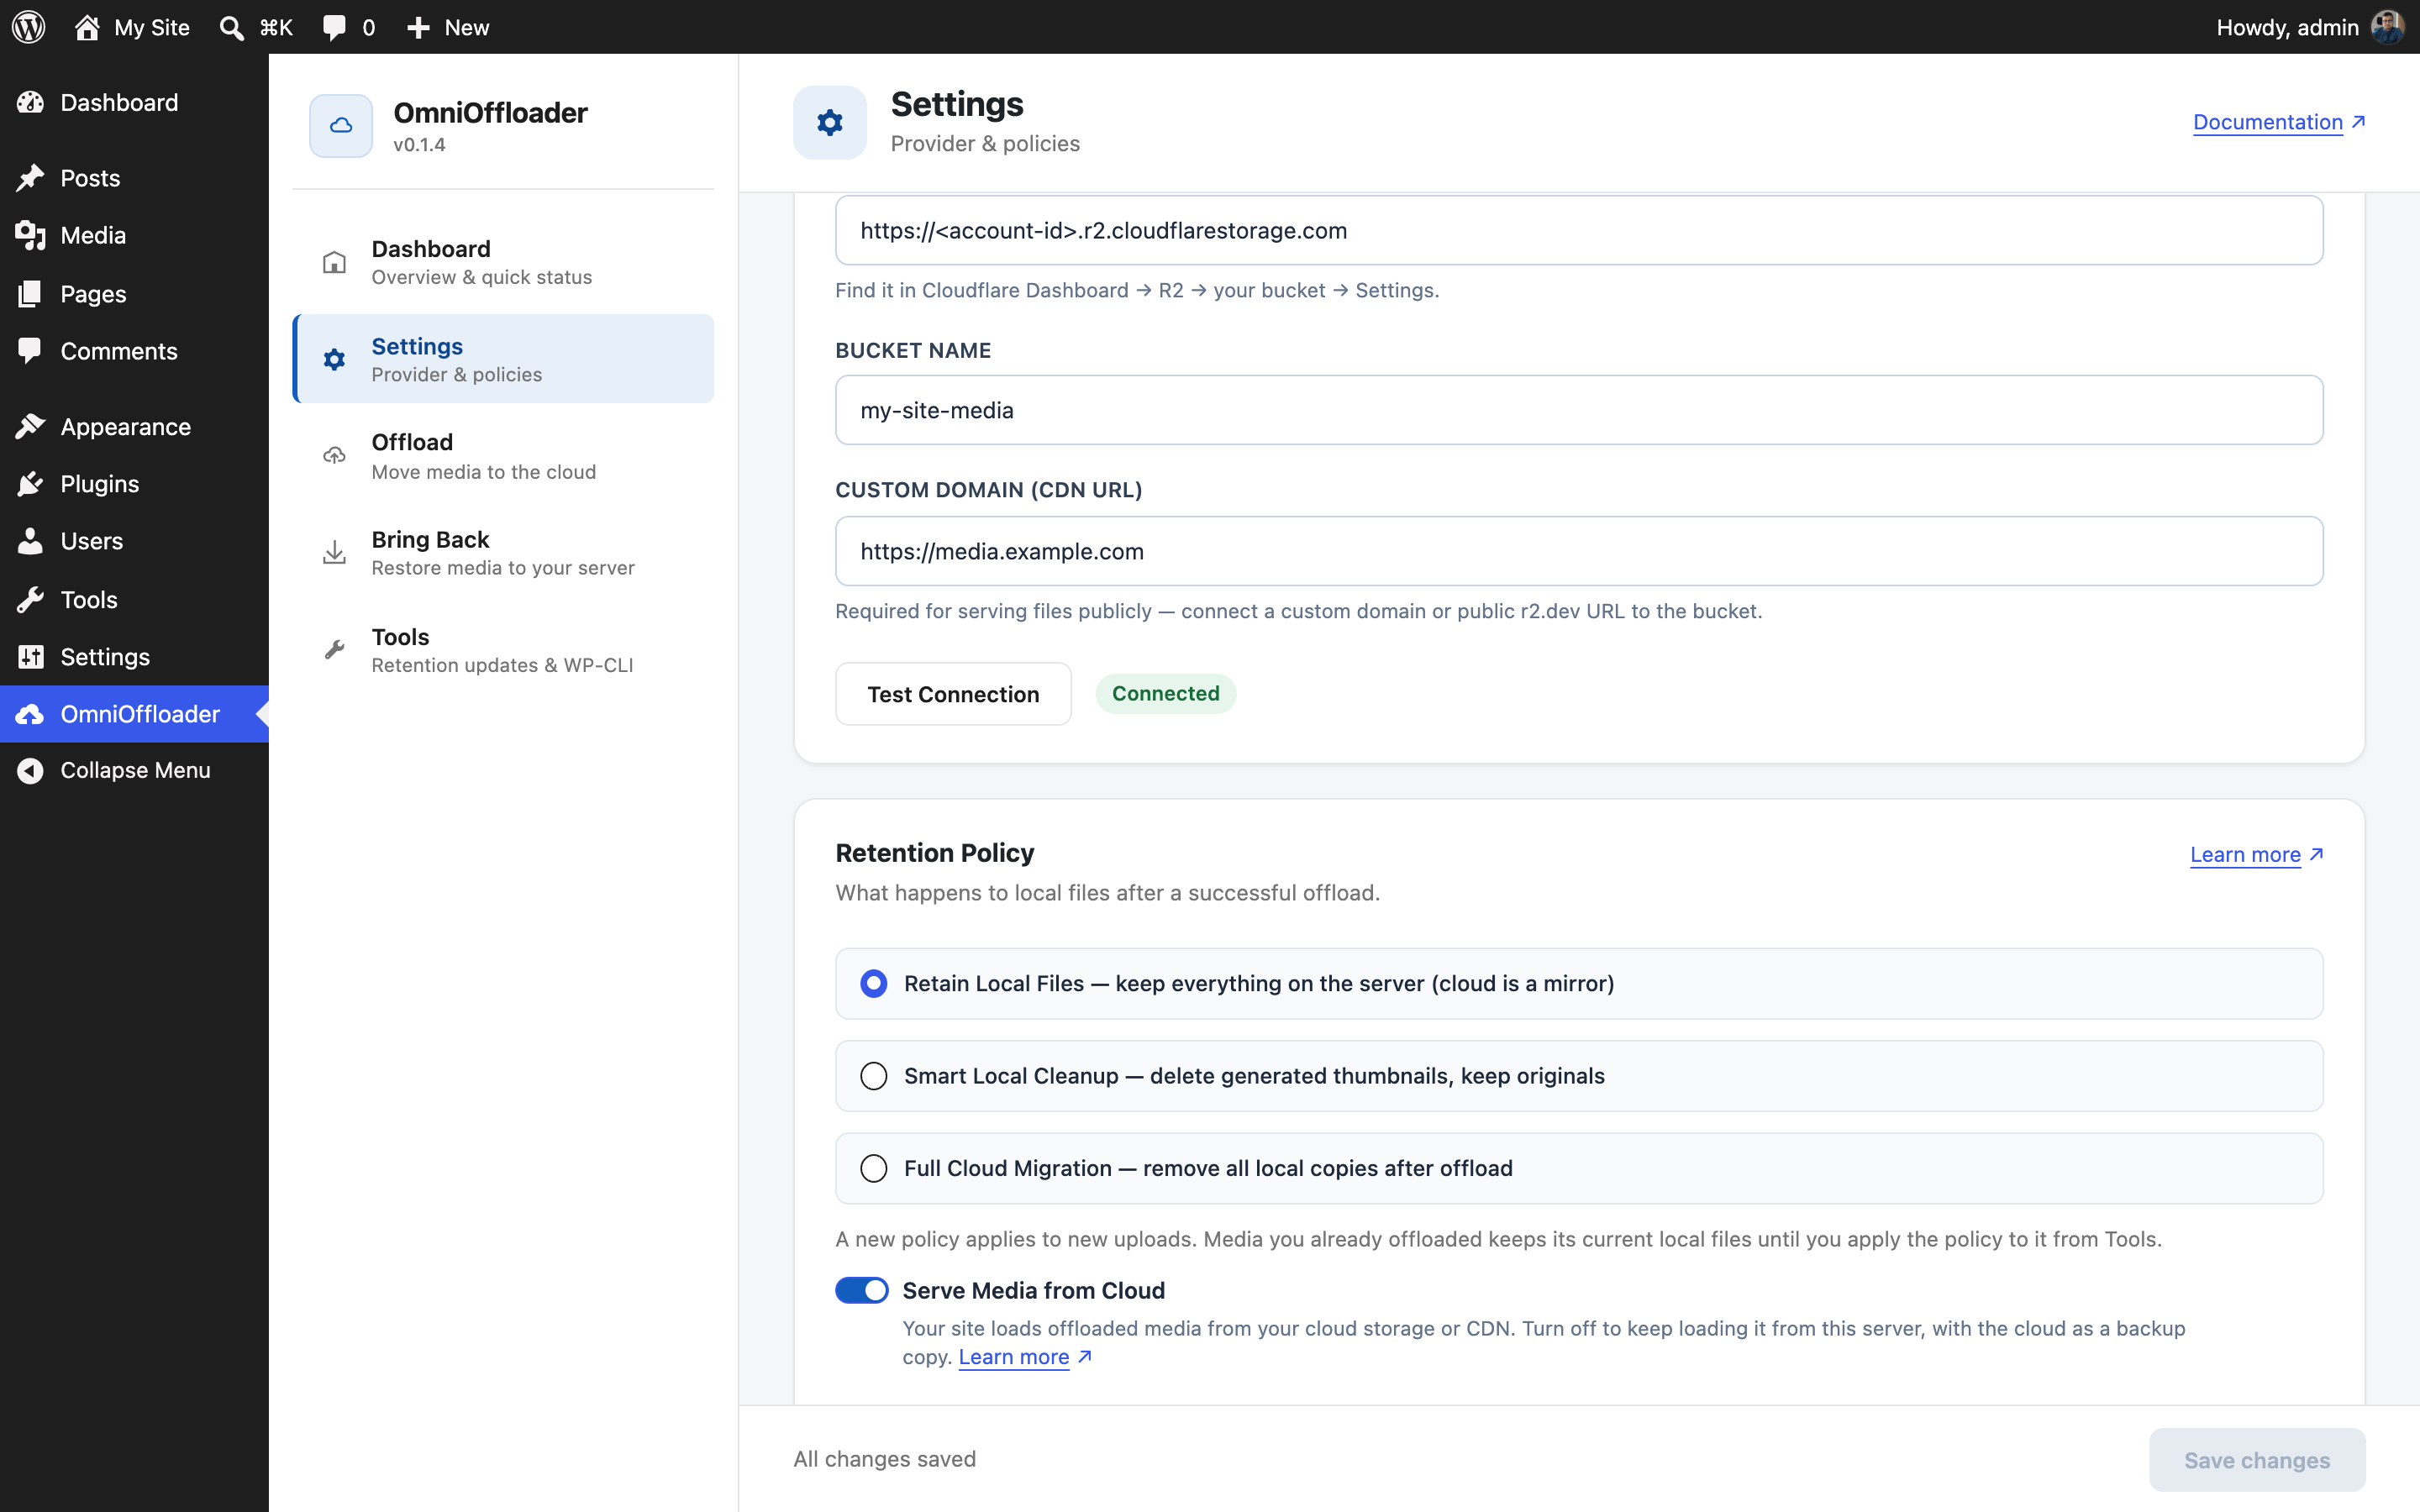 My Site
⌘K
0
New
Howdy, admin
Dashboard
Posts
Media
Pages
Comments
Appearance
Plugins
Users
Tools
Settings
OmniOffloader
Collapse Menu
OmniOffloader
v0.1.4
Dashboard
Overview & quick status
Settings
Provider & policies
Offload
Move media to the cloud
Bring Back
Restore media to your server
Tools
Retention updates & WP-CLI
Settings
Provider & policies
Documentation ↗
https://<account-id>.r2.cloudflarestorage.com
Find it in Cloudflare Dashboard → R2 → your bucket → Settings.
BUCKET NAME
my-site-media
CUSTOM DOMAIN (CDN URL)
https://media.example.com
Required for serving files publicly — connect a custom domain or public r2.dev URL to the bucket.
Test Connection
Connected
Retention Policy
Learn more ↗
What happens to local files after a successful offload.
Retain Local Files — keep everything on the server (cloud is a mirror)
Smart Local Cleanup — delete generated thumbnails, keep originals
Full Cloud Migration — remove all local copies after offload
A new policy applies to new uploads. Media you already offloaded keeps its current local files until you apply the policy to it from Tools.
Serve Media from Cloud
Your site loads offloaded media from your cloud storage or CDN. Turn off to keep loading it from this server, with the cloud as a backup
copy. Learn more ↗
All changes saved
Save changes